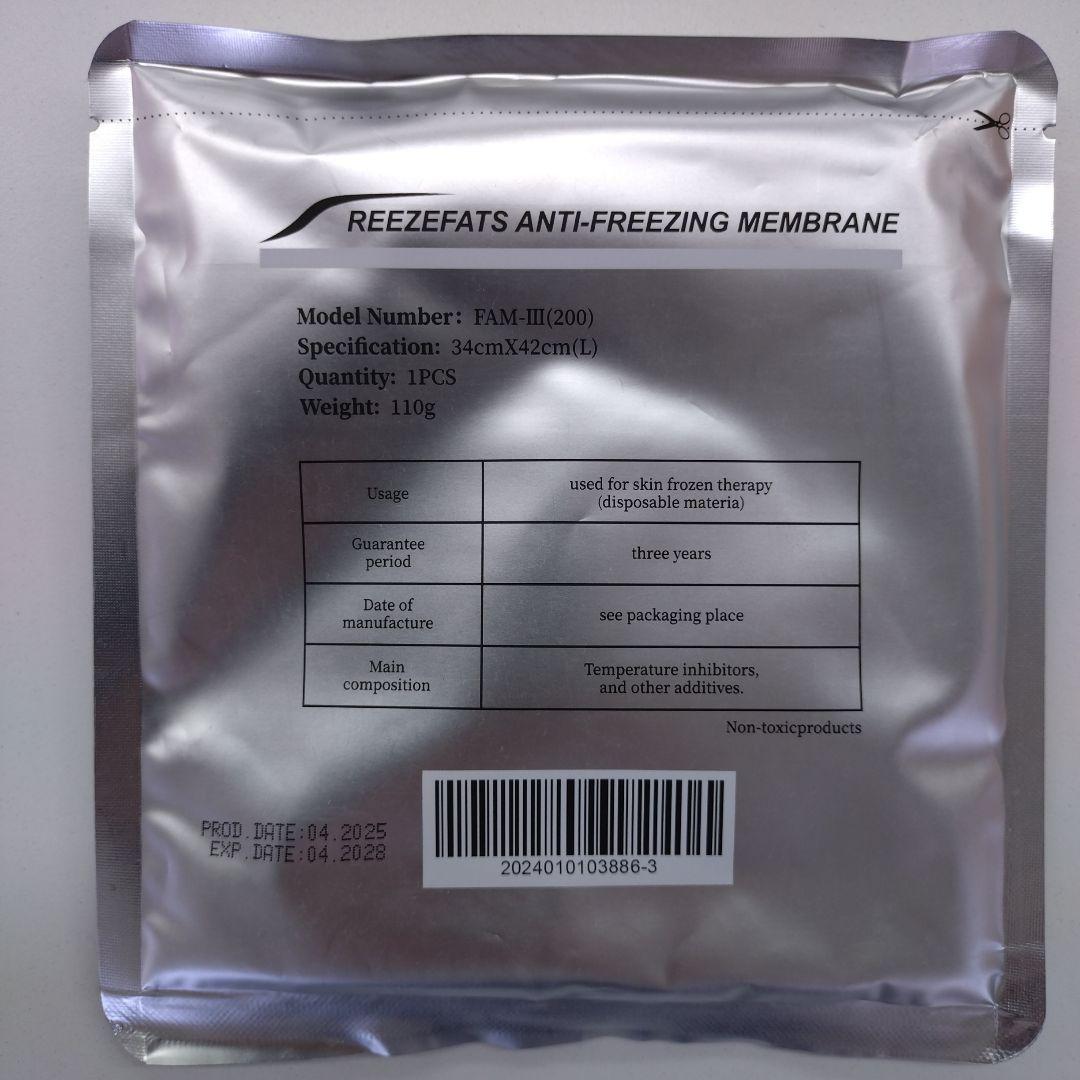 REEZEFATS ANTI-FREEZING MEMBRANE
Model Number: FAM-III(200)
Specification: 34cmX42cm(L)
Quantity: 1PCS
Weight: 110g
Usage
used for skin frozen therapy
(disposable materia)
Guarantee
period
three years
Date of
manufacture
see packaging place
Main
composition
Temperature inhibitors,
and other additives.
Non-toxicproducts
PROD.DATE:04.2025
EXP.DATE:04.2028
2024010103886-3